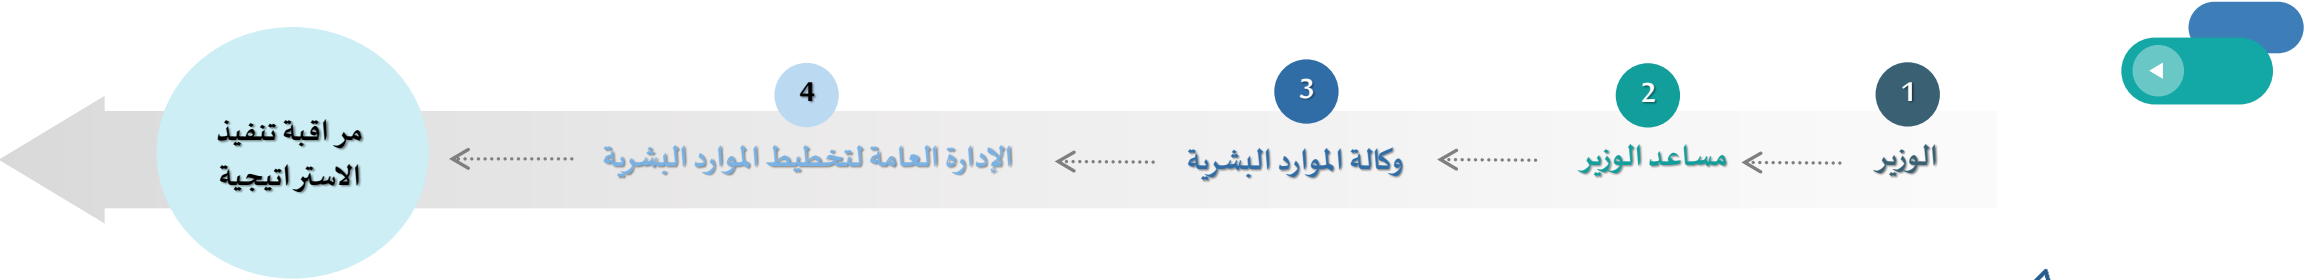 1
الوزير
2
مساعد الوزير
3
وكالة الموارد البشرية
4
الإدارة العامة لتخطيط الموارد البشرية
مراقبة تنفيذ
الاستراتيجية